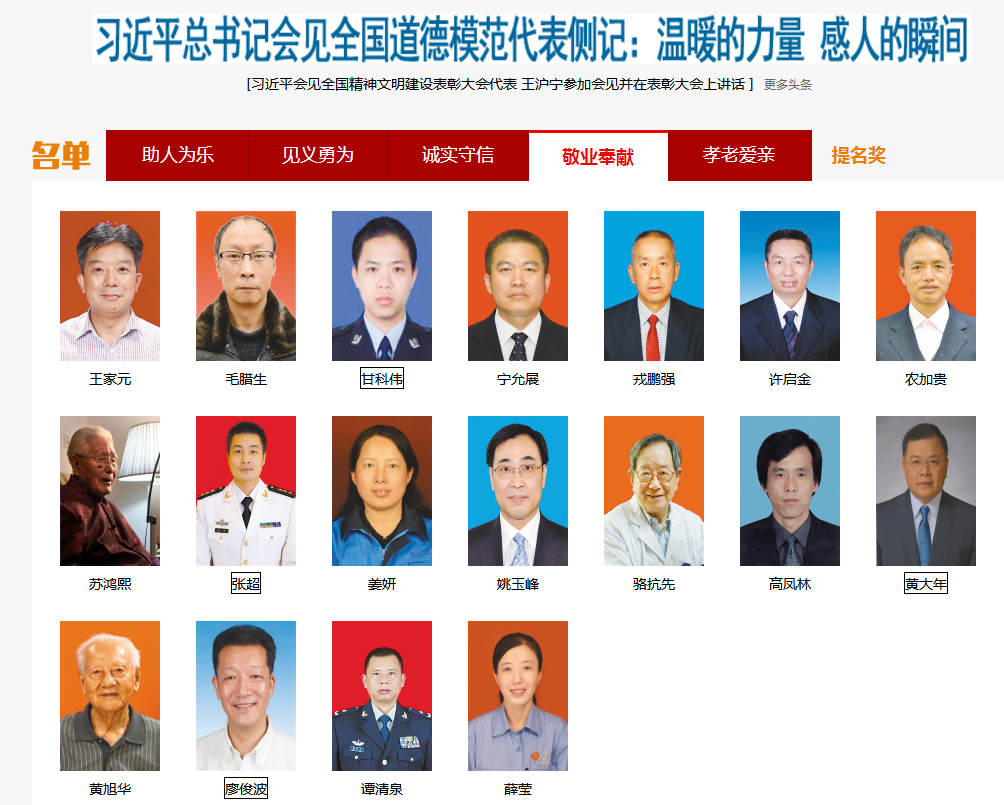 习近平总书记会见全国道德模范代表侧记：温暖的力量 感人的瞬间
[习近平会见全国精神文明建设表彰大会代表 王沪宁参加会见并在表彰大会上讲话 ] 更多头条
名单 助人为乐 见义勇为 诚实守信 敬业奉献 孝老爱亲 提名奖
王家元 毛腊生 甘科伟 宁允展 戎鹏强 许启金 农加贵
苏鸿熙 张超 姜妍 姚玉峰 骆抗先 高凤林 黄大年
黄旭华 廖俊波 谭清泉 薛莹